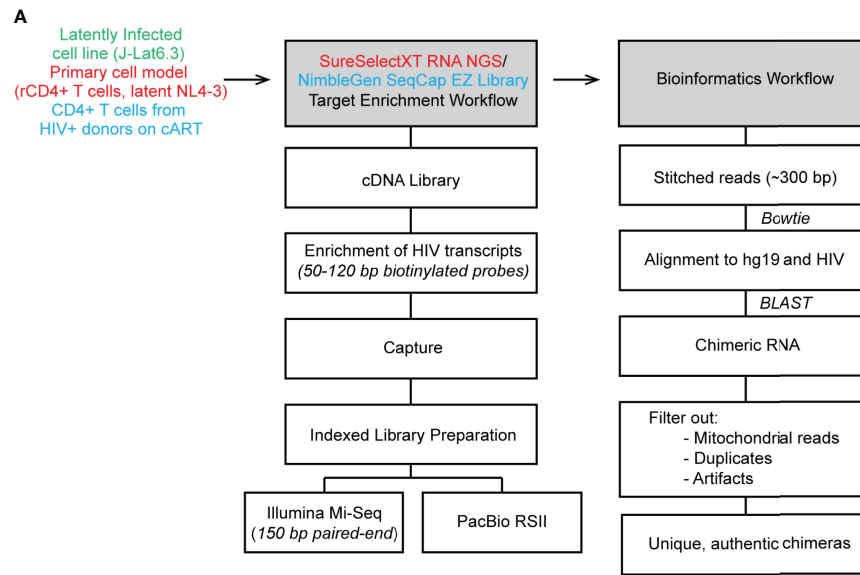 A
Latently Infected
cell line (J-Lat6.3)
Primary cell model
(rCD4+ T cells, latent NL4-3)
CD4+ T cells from
HIV+ donors on cART
SureSelectXT RNA NGS/
NimbleGen SeqCap EZ Library
Target Enrichment Workflow
cDNA Library
Enrichment of HIV transcripts
(50-120 bp biotinylated probes)
Capture
Indexed Library Preparation
Illumina Mi-Seq
(150 bp paired-end)
PacBio RSII
Bioinformatics Workflow
Stitched reads (~300 bp)
Bowtie
Alignment to hg19 and HIV
BLAST
Chimeric RNA
Filter out:
- Mitochondrial reads
- Duplicates
- Artifacts
Unique, authentic chimeras